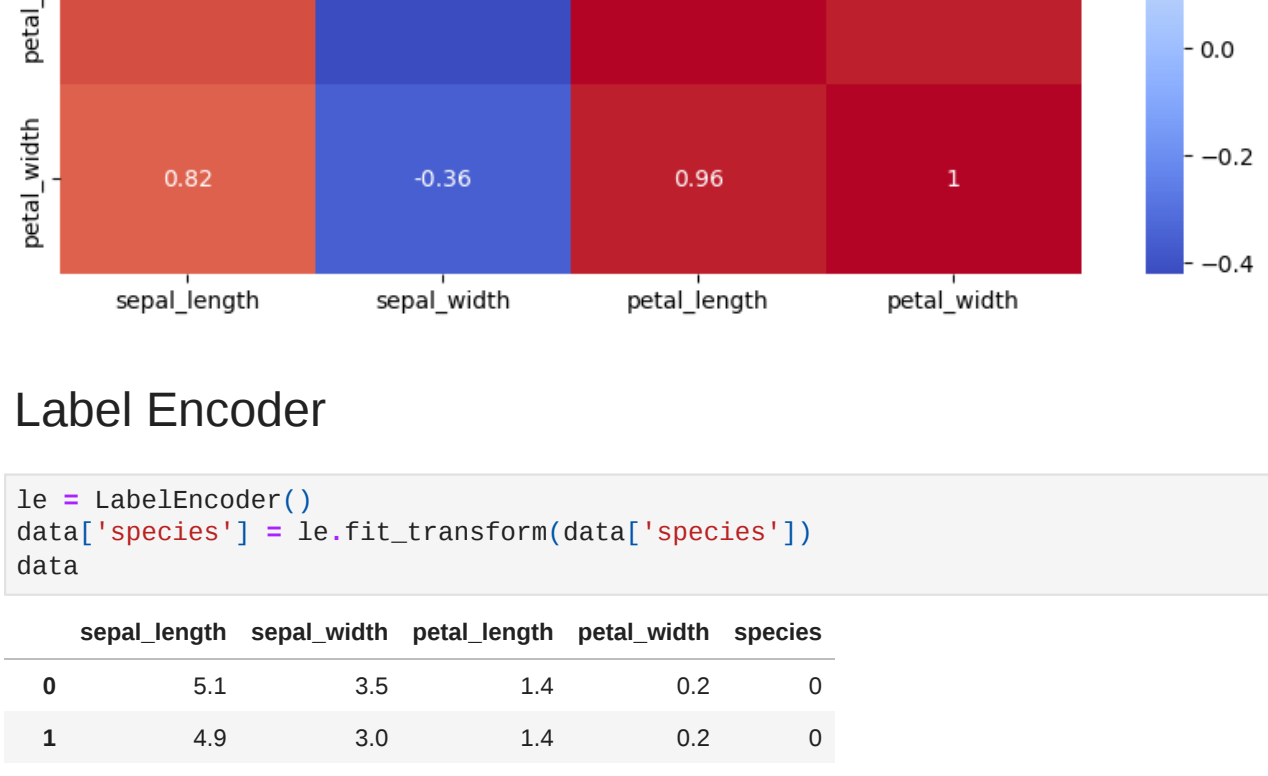 petal_
0.0
petal_width
0.82 -0.36 0.96 1
−0.2
−0.4
sepal_length sepal_width petal_length petal_width
Label Encoder
le = LabelEncoder()
data['species'] = le.fit_transform(data['species'])
data
sepal_length sepal_width petal_length petal_width species
0 5.1 3.5 1.4 0.2 0
1 4.9 3.0 1.4 0.2 0